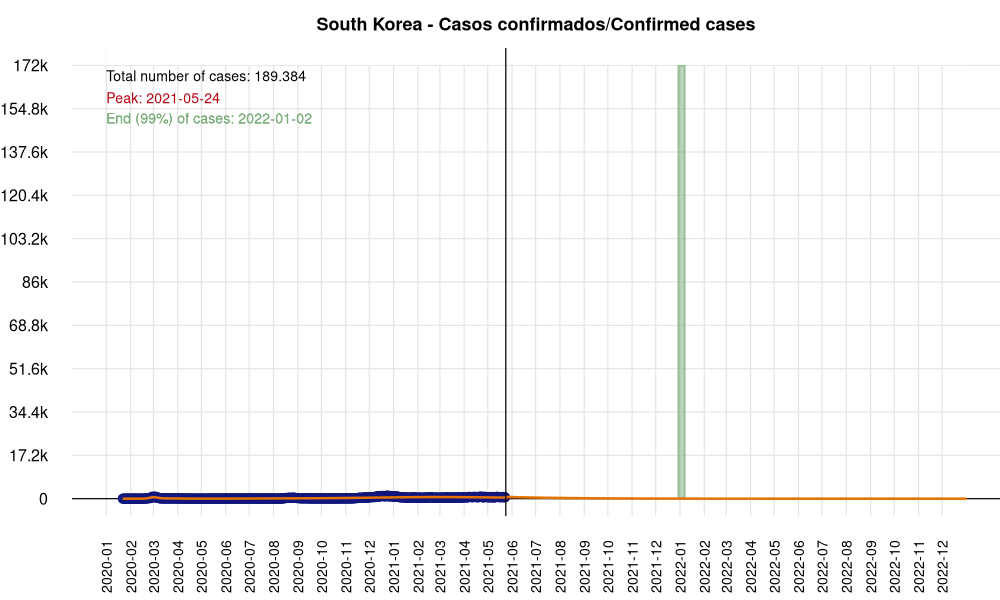 South Korea - Casos confirmados/Confirmed cases
172k
Total number of cases: 189.384
Peak: 2021-05-24
154.8k
End (99%) of cases: 2022-01-02
137.6k
120.4k
103.2k
86k
68.8k
51.6k
34.4k
17.2k
0
2020-01
2020-02
2020-03
2020-04
2020-05
2020-06
2020-07
2020-08
2020-09
2020-10
2020-11
2020-12
2021-01
2021-02
2021-03
2021-04
2021-05
2021-06
2021-07
2021-08
2021-09
2021-10
2021-11
2021-12
2022-01
2022-02
2022-03
2022-04
2022-05
2022-06
2022-07
2022-08
2022-09
2022-10
2022-11
2022-12